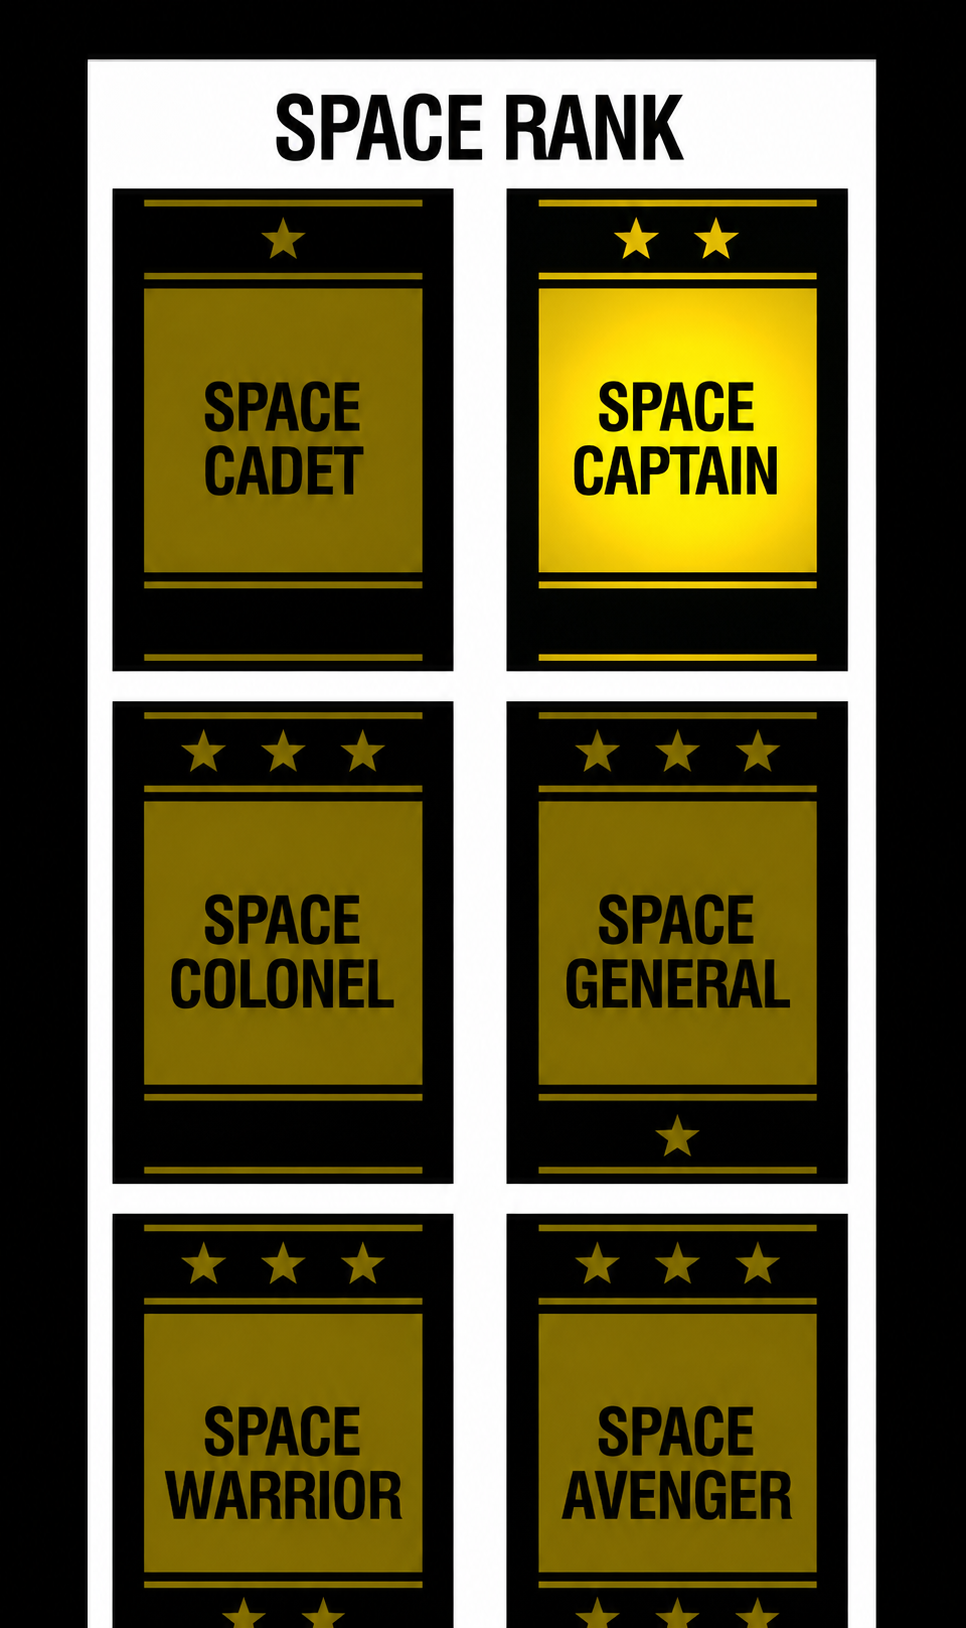 SPACE RANK
SPACE
CADET
SPACE
CAPTAIN
SPACE
COLONEL
SPACE
GENERAL
SPACE
WARRIOR
SPACE
AVENGER